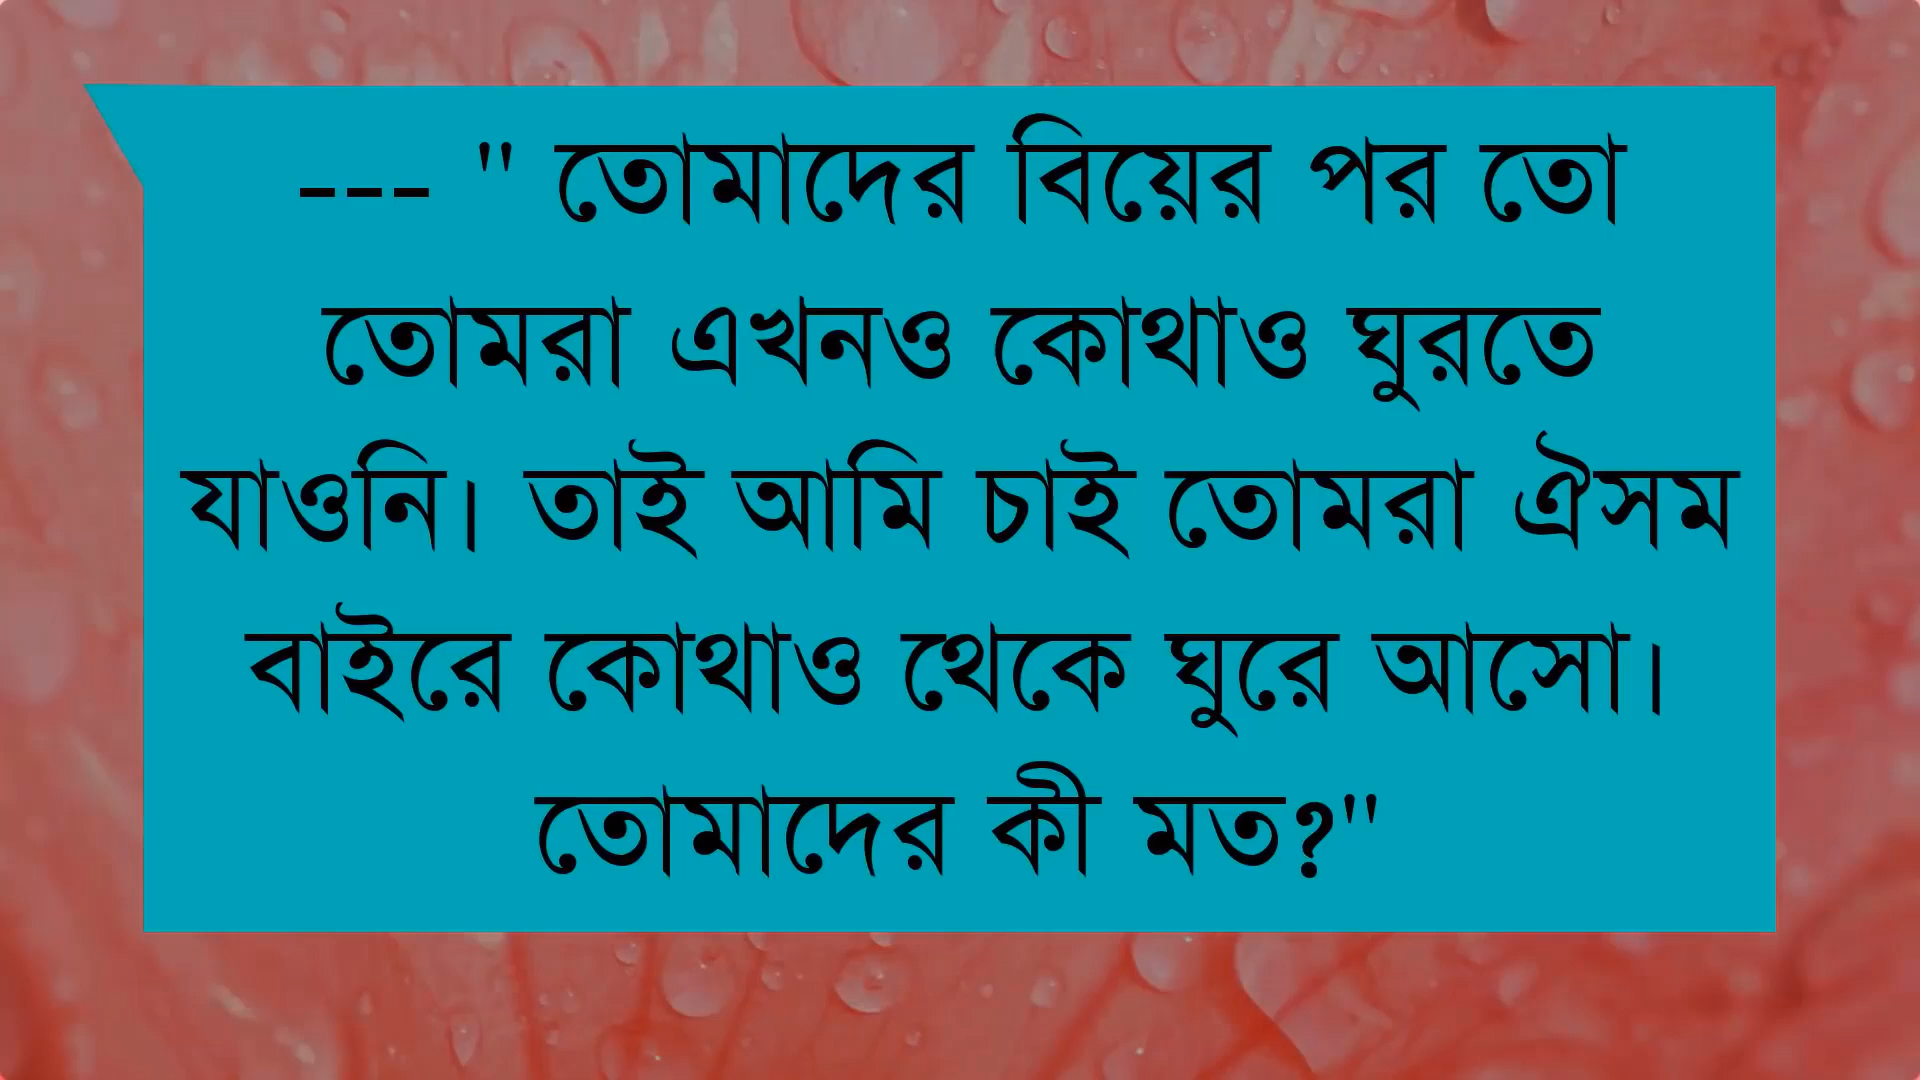 --- " তোমাদের বিয়ের পর তো
তোমরা এখনও কোথাও ঘুরতে
যাওনি। তাই আমি চাই তোমরা ঐসম
বাইরে কোথাও থেকে ঘুরে আসো।
তোমাদের কী মত?"